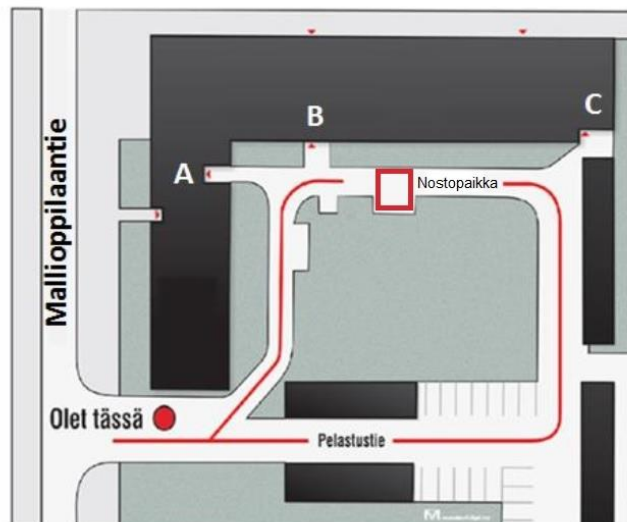 B
C
A
Nostopaikka
Mallioppilaantie
Olet tässä
Pelastustie